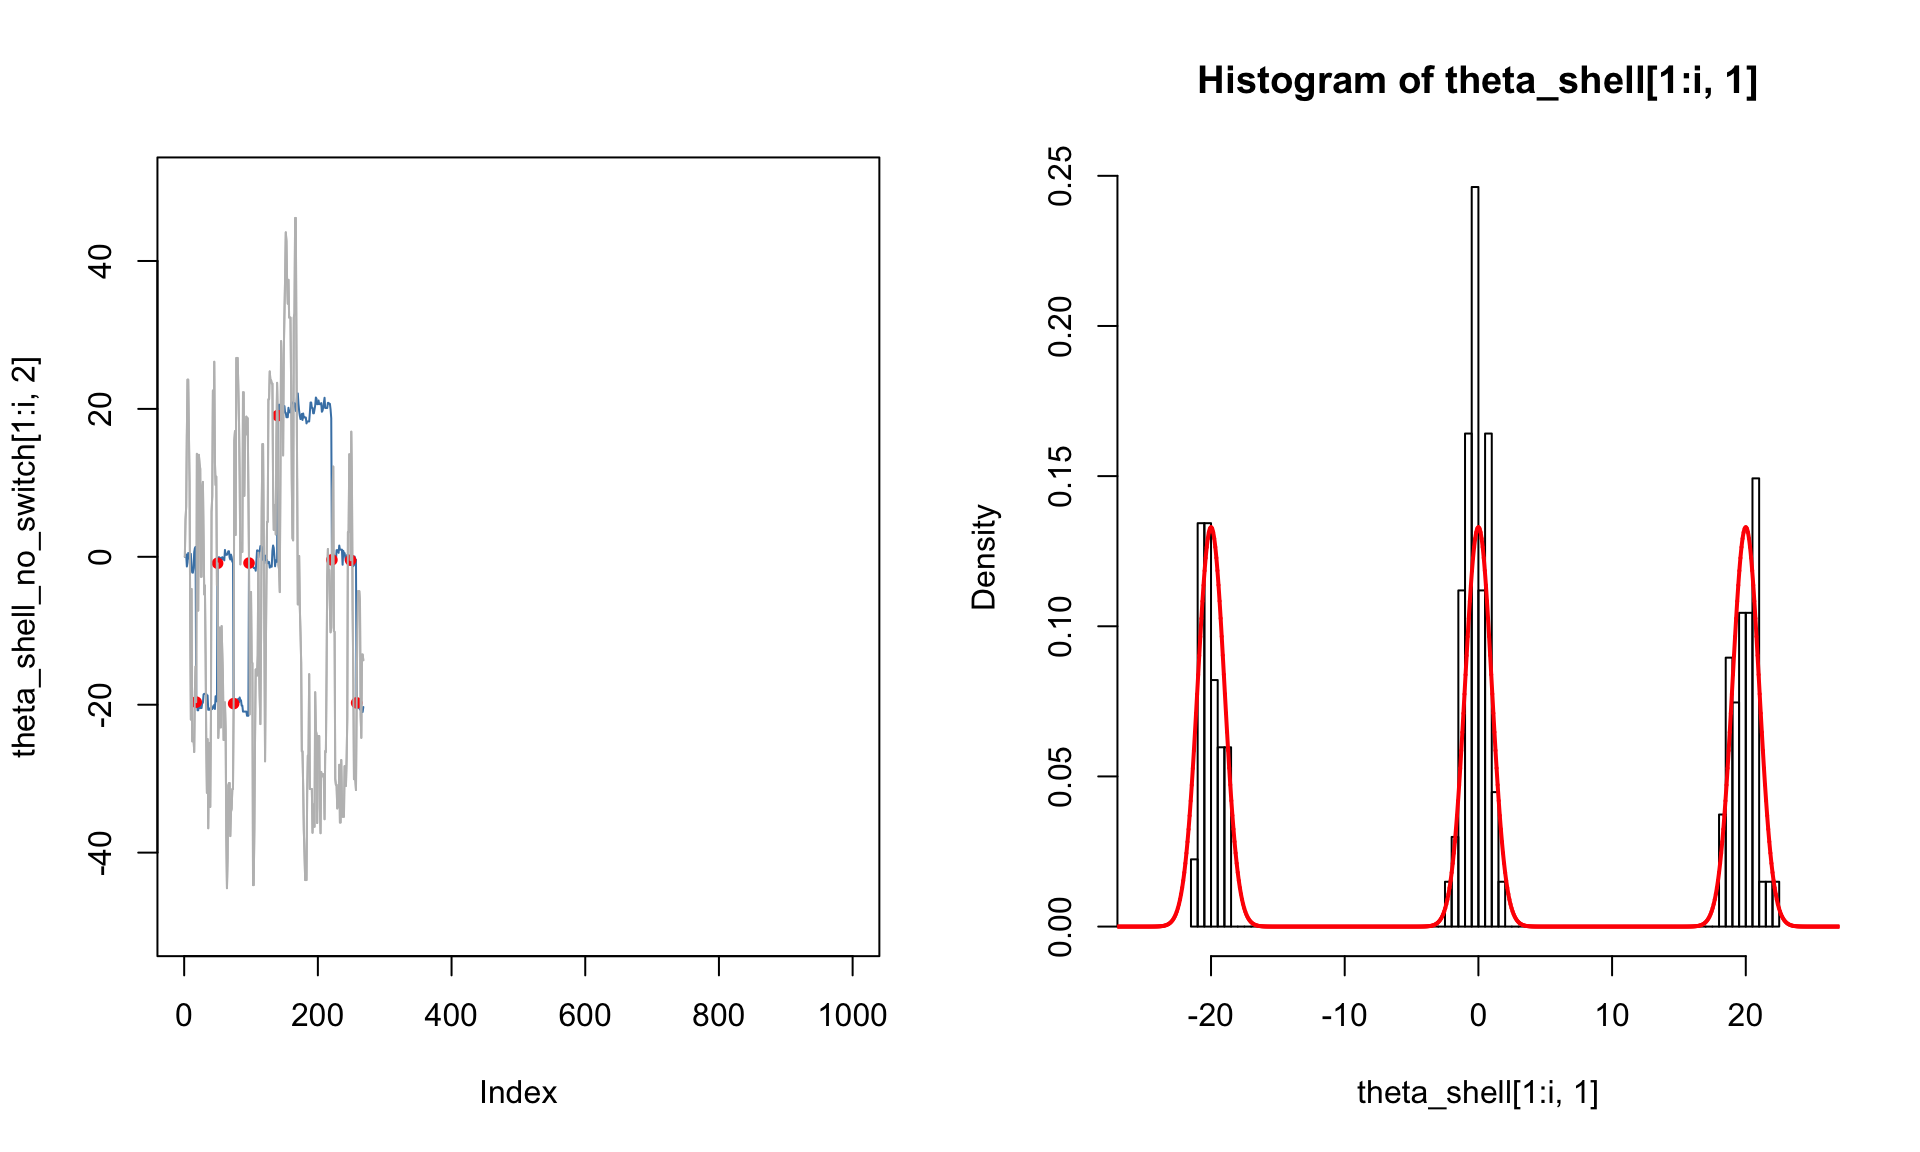 theta_shell_no_switch[1:i, 2]
40
20
0
-20
-40
0 200 400 600 800 1000
Index
Histogram of theta_shell[1:i, 1]
Density
0.25
0.20
0.15
0.10
0.05
0.00
-20 -10 0 10 20
theta_shell[1:i, 1]